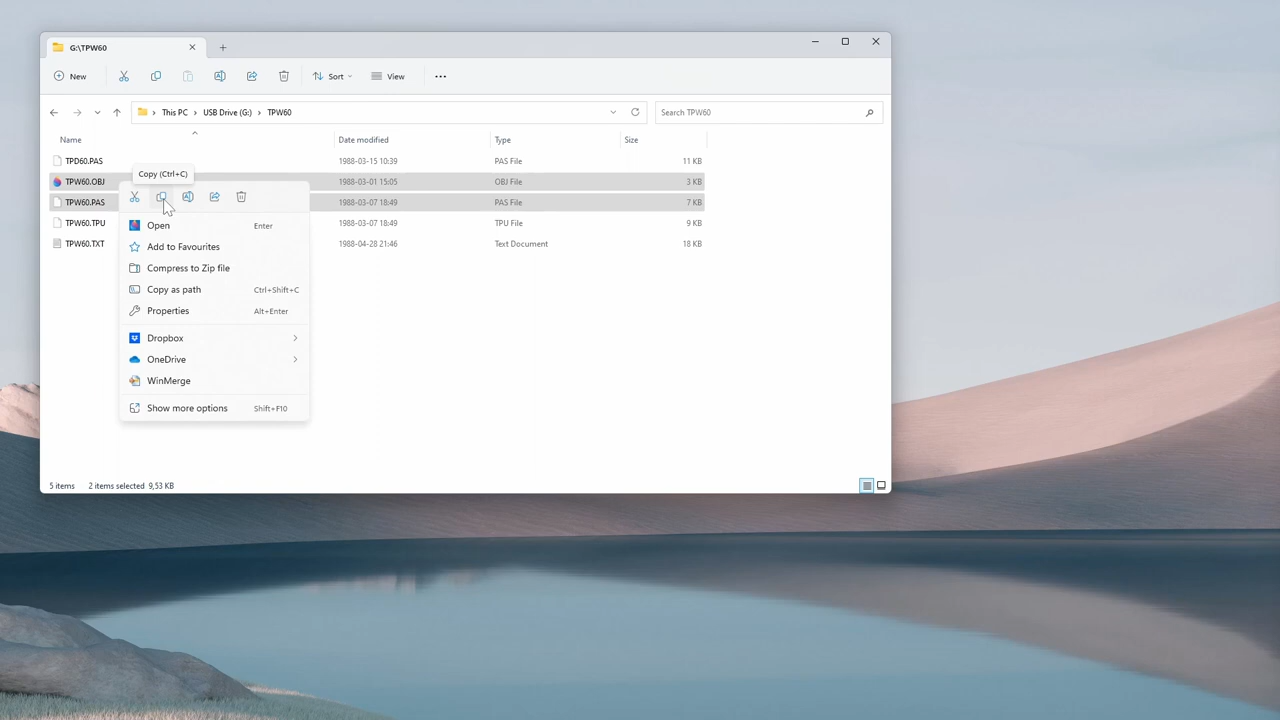 G:\TPW60
New
Sort
View
This PC
USB Drive (G:)
TPW60
Search TPW60
Name
Date modified
Type
Size
TPD60.PAS
1988-03-15 10:39
PAS File
11 KB
Copy (Ctrl+C)
TPW60.OBJ
1988-03-01 15:05
OBJ File
3 KB
TPW60.PAS
1988-03-07 18:49
PAS File
7 KB
TPW60.TPU
1988-03-07 18:49
TPU File
9 KB
TPW60.TXT
1988-04-28 21:46
Text Document
18 KB
Open
Enter
Add to Favourites
Compress to Zip file
Copy as path
Ctrl+Shift+C
Properties
Alt+Enter
Dropbox
OneDrive
WinMerge
Show more options
Shift+F10
5 items
2 items selected
9,53 KB